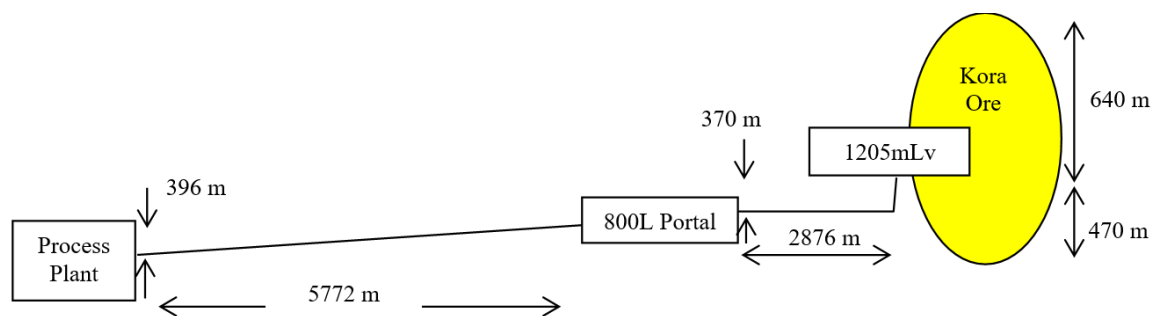 Kora
Ore
640 m
370 m
1205mLv
396 m
800L Portal
Process
Plant
2876 m
470 m
5772 m